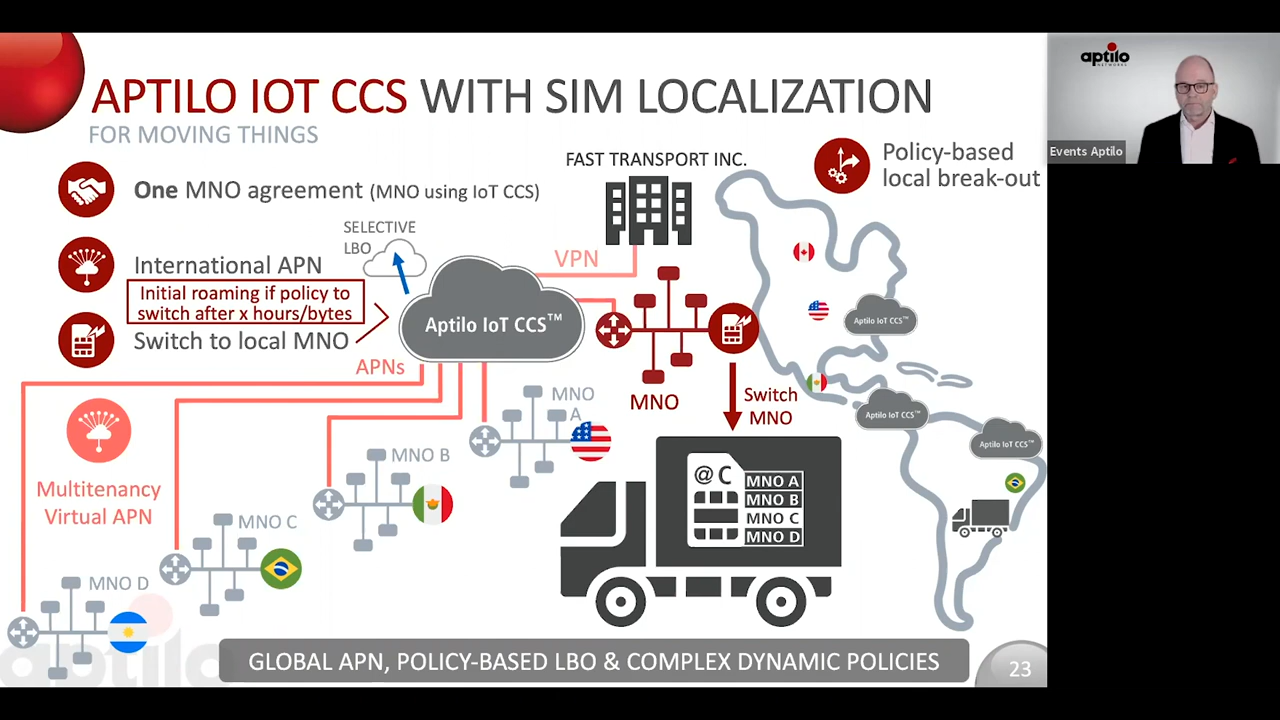 APTILO IOT CCS WITH SIM LOCALIZATION
FOR MOVING THINGS
One MNO agreement (MNO using IoT CCS)
International APN
Initial roaming if policy to
switch after x hours/bytes
Switch to local MNO
SELECTIVE
LBO
Aptilo IoT CCS™
FAST TRANSPORT INC.
VPN
MNO
Switch
MNO
Policy-based
local break-out
Aptilo IoT CCS™
Aptilo IoT CCS™
Aptilo IoT CCS™
APNs
Multitenancy
Virtual APN
MNO
A
MNO B
MNO C
MNO D
@ C
MNO A
MNO B
MNO C
MNO D
aptilo
GLOBAL APN, POLICY-BASED LBO & COMPLEX DYNAMIC POLICIES
23
aptilo
NETWORKS
Events Aptilo